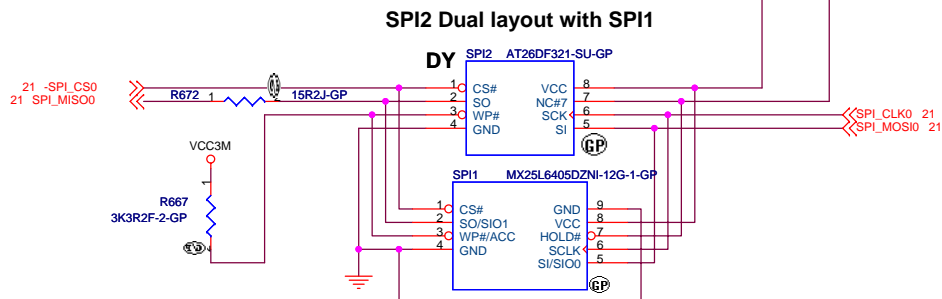 SPI2 Dual layout with SPI1
DY SPI2 AT26DF321-SU-GP
21 -SPI_CS0
21 SPI_MISO0
R672 1 15R2J-GP
1 CS# VCC 8
2 SO NC#7 7
3 WP# SCK 6
4 GND SI 5
SPI_CLK0 21
SPI_MOSI0 21
GP
VCC3M
1
R667
3K3R2F-2-GP
SPI1 MX25L6405DZNI-12G-1-GP
1 CS# GND 9
2 SO/SIO1 VCC 8
3 WP#/ACC HOLD# 7
4 GND SCLK 6
SI/SIO0 5
GP